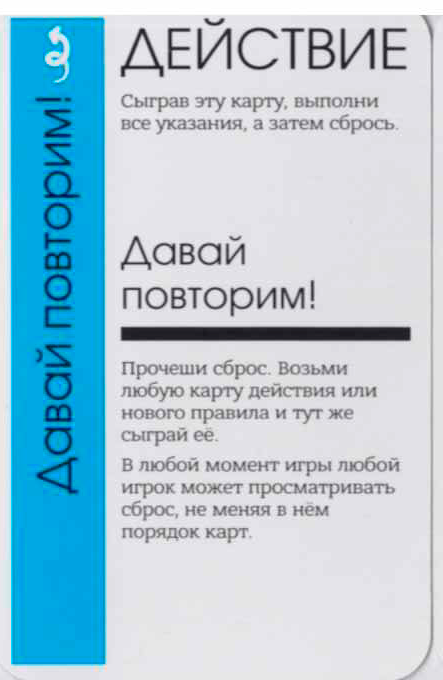 Давай повторим!
ДЕЙСТВИЕ
Сыграв эту карту, выполни
все указания, а затем сбрось.
Давай
повторим!
Прочеши сброс. Возьми
любую карту действия или
нового правила и тут же
сыграй её.
В любой момент игры любой
игрок может просматривать
сброс, не меняя в нём
порядок карт.